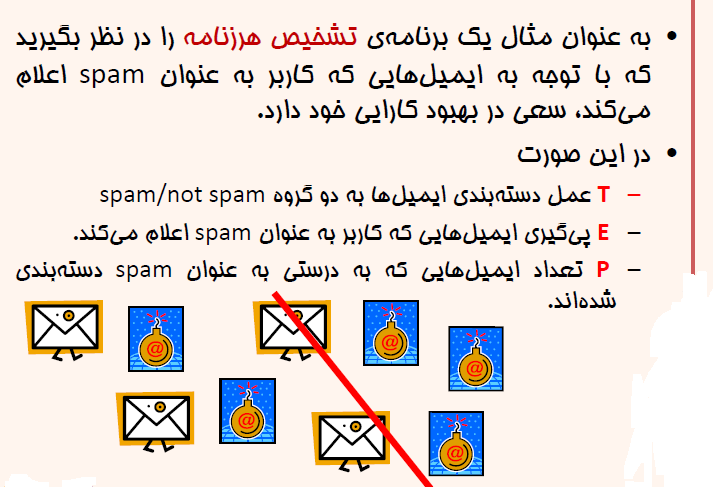 • به عنوان مثال یک برنامه‌ی تشخیص هرزنامه را در نظر بگیرید
که با توجه به ایمیل‌هایی که کاربر به عنوان spam اعلام
می‌کند، سعی در بهبود کارایی خود دارد.
• در این صورت
– T عمل دسته‌بندی ایمیل‌ها به دو گروه spam/not spam
– E پی‌گیری ایمیل‌هایی که کاربر به عنوان spam اعلام می‌کند.
– P تعداد ایمیل‌هایی که به درستی به عنوان spam دسته‌بندی
شده‌اند.
@
@
@
@
@